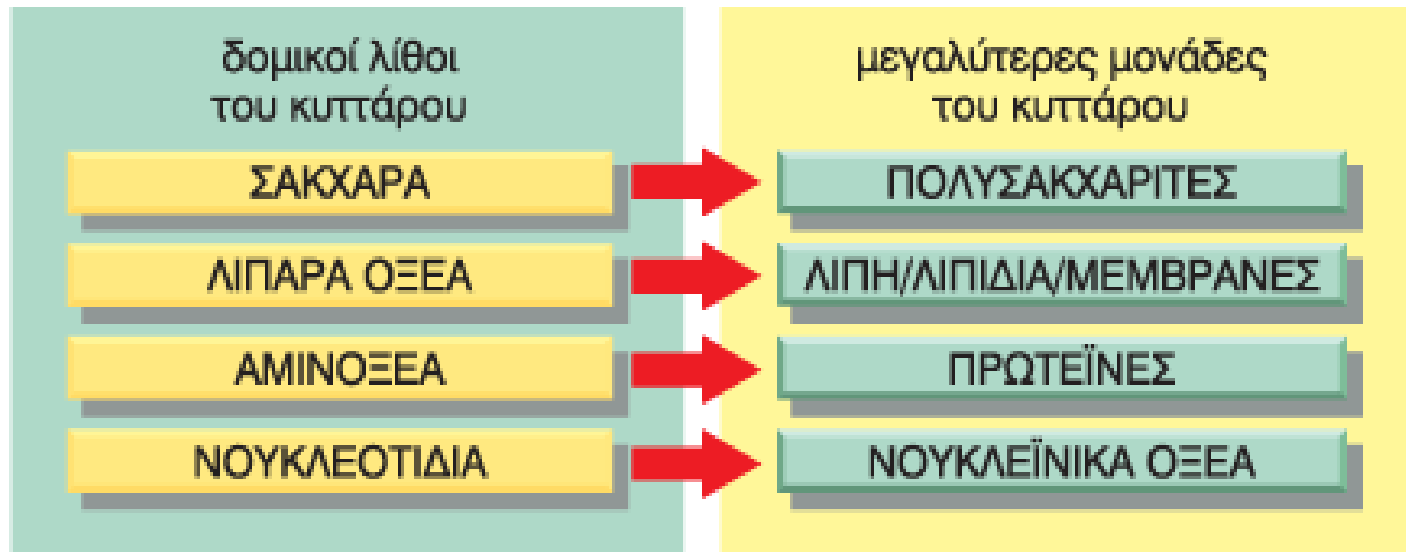 δομικοί λίθοι
του κυττάρου
ΣΑΚΧΑΡΑ
ΛΙΠΑΡΑ ΟΞΕΑ
ΑΜΙΝΟΞΕΑ
ΝΟΥΚΛΕΟΤΙΔΙΑ
μεγαλύτερες μονάδες
του κυττάρου
ΠΟΛΥΣΑΚΧΑΡΙΤΕΣ
ΛΙΠΗ/ΛΙΠΙΔΙΑ/ΜΕΜΒΡΑΝΕΣ
ΠΡΩΤΕΪΝΕΣ
ΝΟΥΚΛΕΪΝΙΚΑ ΟΞΕΑ